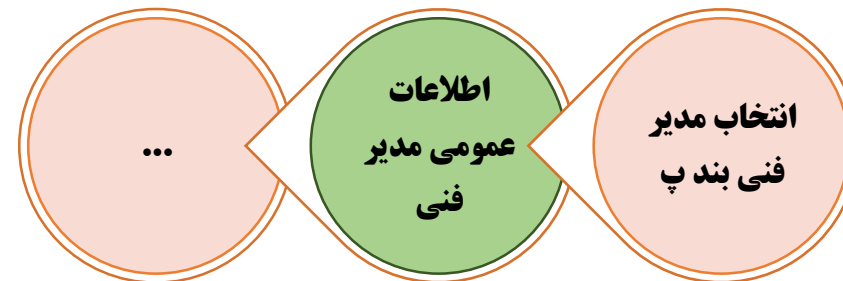 انتخاب مدیر
فنی بند پ
اطلاعات
عمومی مدیر
فنی
...